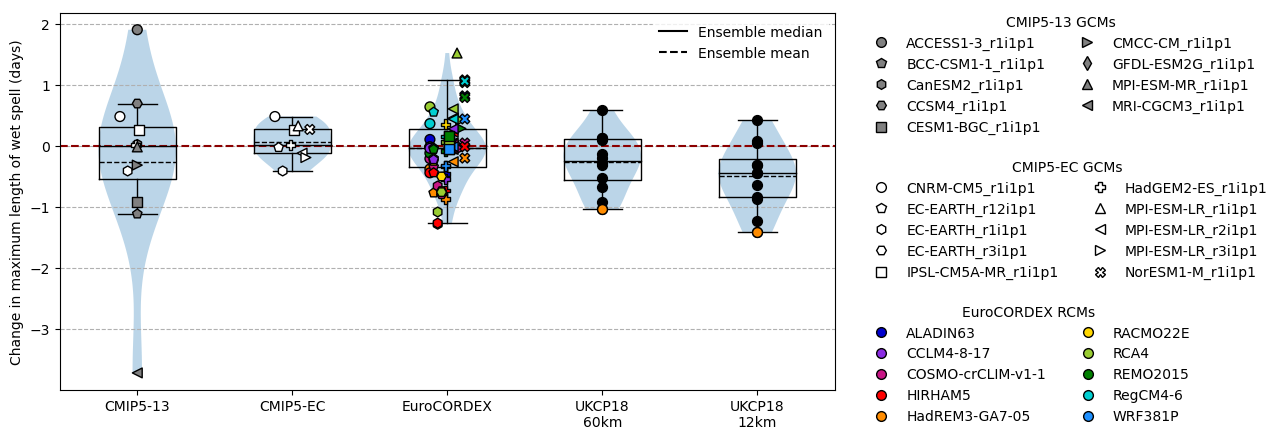 Change in maximum length of wet spell (days)
2
1
0
−1
−2
−3
Ensemble median
Ensemble mean
CMIP5-13
CMIP5-EC
EuroCORDEX
UKCP18
60km
UKCP18
12km
CMIP5-13 GCMs
ACCESS1-3_r1i1p1
BCC-CSM1-1_r1i1p1
CanESM2_r1i1p1
CCSM4_r1i1p1
CESM1-BGC_r1i1p1
CMCC-CM_r1i1p1
GFDL-ESM2G_r1i1p1
MPI-ESM-MR_r1i1p1
MRI-CGCM3_r1i1p1
CMIP5-EC GCMs
CNRM-CM5_r1i1p1
EC-EARTH_r12i1p1
EC-EARTH_r1i1p1
EC-EARTH_r3i1p1
IPSL-CM5A-MR_r1i1p1
HadGEM2-ES_r1i1p1
MPI-ESM-LR_r1i1p1
MPI-ESM-LR_r2i1p1
MPI-ESM-LR_r3i1p1
NorESM1-M_r1i1p1
EuroCORDEX RCMs
ALADIN63
CCLM4-8-17
COSMO-crCLIM-v1-1
HIRHAM5
HadREM3-GA7-05
RACMO22E
RCA4
REMO2015
RegCM4-6
WRF381P